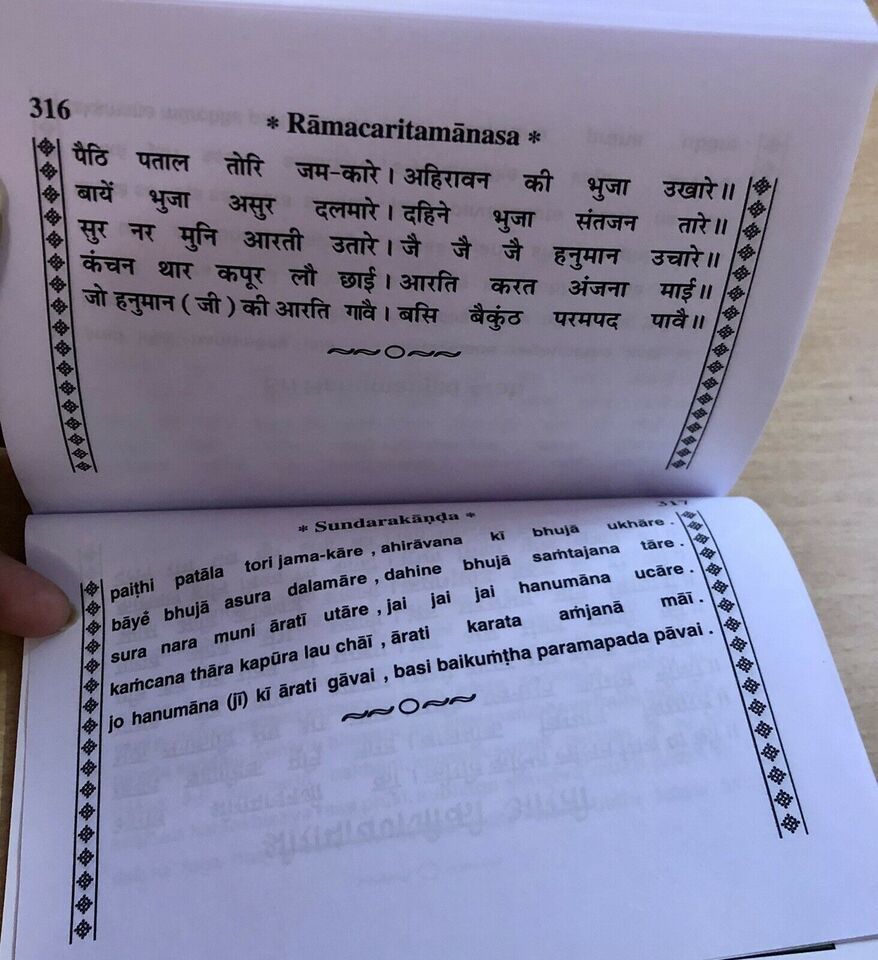 316
* Rāmacaritamānasa *
पैठि पताल तोरि जम-कारे। अहिरावन की भुजा उखारे॥
बायें भुजा असुर दलमारे। दहिने भुजा संतजन तारे॥
सुर नर मुनि आरती उतारे। जै जै जै हनुमान उचारे॥
कंचन थार कपूर लौ छाई। आरति करत अंजना माई॥
जो हनुमान (जी) की आरति गावै। बसि बैकुंठ परमपद पावै॥
* Sundarakāṇḍa *
317
paiṭhi patāla tori jama-kāre , ahirāvana kī bhujā ukhāre .
bāyė̃ bhujā asura dalamāre , dahine bhujā saṁtajana tāre .
sura nara muni āratī utāre , jai jai jai hanumāna ucāre .
kaṁcana thāra kapūra lau chāī , ārati karata aṁjanā māī .
jo hanumāna (jī) kī ārati gāvai , basi baikuṁtha paramapada pāvai .